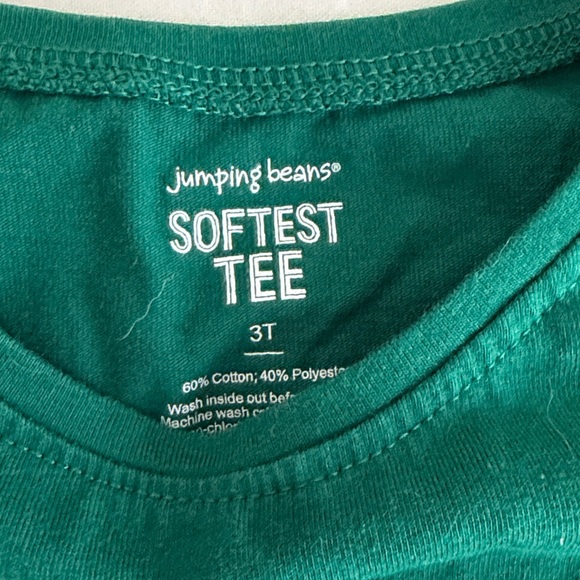 jumping beans®
SOFTEST
TEE
3T
60% Cotton; 40%
Wash inside out
Machine wash